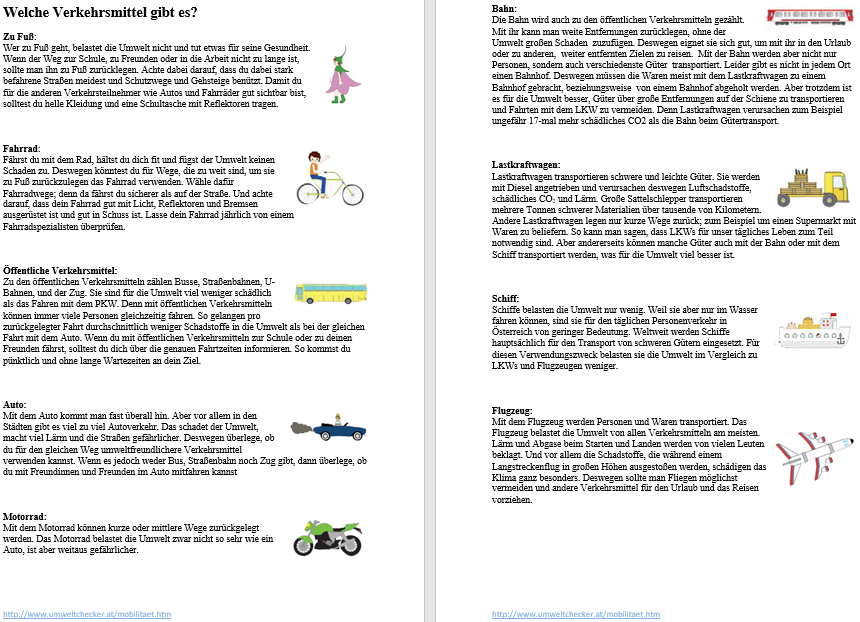 Welche Verkehrsmittel gibt es?
Zu Fuß:
Wer zu Fuß geht, belastet die Umwelt nicht und tut etwas für seine Gesundheit.
Wenn der Weg zur Schule, zu Freunden oder in die Arbeit nicht zu lange ist,
sollte man ihn zu Fuß zurücklegen. Achte dabei darauf, dass du dabei stark
befahrene Straßen meidest und Schutzwege und Gehsteige benützt. Damit du
für die anderen Verkehrsteilnehmer wie Autos und Fahrräder gut sichtbar bist,
solltest du helle Kleidung und eine Schultasche mit Reflektoren tragen.
Fahrrad:
Fährst du mit dem Rad, hältst du dich fit und fügst der Umwelt keinen
Schaden zu. Deswegen könntest du für Wege, die zu weit sind, um sie
zu Fuß zurückzulegen das Fahrrad verwenden. Wähle dafür
Fahrradwege; denn da fährst du sicherer als auf der Straße. Und achte
darauf, dass dein Fahrrad gut mit Licht, Reflektoren und Bremsen
ausgerüstet ist und gut in Schuss ist. Lasse dein Fahrrad jährlich von einem
Fahrradspezialisten überprüfen.
Öffentliche Verkehrsmittel:
Zu den öffentlichen Verkehrsmitteln zählen Busse, Straßenbahnen, U-
Bahnen, und der Zug. Sie sind für die Umwelt viel weniger schädlich
als das Fahren mit dem PKW. Denn mit öffentlichen Verkehrsmitteln
können immer viele Personen gleichzeitig fahren. So gelangen pro
zurückgelegter Fahrt durchschnittlich weniger Schadstoffe in die Umwelt als bei der gleichen
Fahrt mit dem Auto. Wenn du mit öffentlichen Verkehrsmitteln zur Schule oder zu deinen
Freunden fährst, solltest du dich über die genauen Fahrtzeiten informieren. So kommst du
pünktlich und ohne lange Wartezeiten an dein Ziel.
Auto:
Mit dem Auto kommt man fast überall hin. Aber vor allem in den
Städten gibt es viel zu viel Autoverkehr. Das schadet der Umwelt,
macht viel Lärm und die Straßen gefährlicher. Deswegen überlege, ob
du für den gleichen Weg umweltfreundlichere Verkehrsmittel
verwenden kannst. Wenn es jedoch weder Bus, Straßenbahn noch Zug gibt, dann überlege, ob
du mit Freundinnen und Freunden im Auto mitfahren kannst
Motorrad:
Mit dem Motorrad können kurze oder mittlere Wege zurückgelegt
werden. Das Motorrad belastet die Umwelt zwar nicht so sehr wie ein
Auto, ist aber weitaus gefährlicher.
http://www.umweltchecker.at/mobilitaet.htm
Bahn:
Die Bahn wird auch zu den öffentlichen Verkehrsmitteln gezählt.
Mit ihr kann man weite Entfernungen zurücklegen, ohne der
Umwelt großen Schaden zuzufügen. Deswegen eignet sie sich gut, um mit ihr in den Urlaub
oder zu anderen, weiter entfernten Zielen zu reisen. Mit der Bahn werden aber nicht nur
Personen, sondern auch verschiedenste Güter transportiert. Leider gibt es nicht in jedem Ort
einen Bahnhof. Deswegen müssen die Waren meist mit dem Lastkraftwagen zu einem
Bahnhof gebracht, beziehungsweise von einem Bahnhof abgeholt werden. Aber trotzdem ist
es für die Umwelt besser, Güter über große Entfernungen auf der Schiene zu transportieren
und Fahrten mit dem LKW zu vermeiden. Denn Lastkraftwagen verursachen zum Beispiel
ungefähr 17-mal mehr schädliches CO2 als die Bahn beim Gütertransport.
Lastkraftwagen:
Lastkraftwagen transportieren schwere und leichte Güter. Sie werden
mit Diesel angetrieben und verursachen deswegen Luftschadstoffe,
schädliches CO₂ und Lärm. Große Sattelschlepper transportieren
mehrere Tonnen schwerer Materialien über tausende von Kilometern.
Andere Lastkraftwagen legen nur kurze Wege zurück; zum Beispiel um einen Supermarkt mit
Waren zu beliefern. So kann man sagen, dass LKWs für unser tägliches Leben zum Teil
notwendig sind. Aber andererseits können manche Güter auch mit der Bahn oder mit dem
Schiff transportiert werden, was für die Umwelt viel besser ist.
Schiff:
Schiffe belasten die Umwelt nur wenig. Weil sie aber nur im Wasser
fahren können, sind sie für den täglichen Personenverkehr in
Österreich von geringer Bedeutung. Weltweit werden Schiffe
hauptsächlich für den Transport von schweren Gütern eingesetzt. Für
diesen Verwendungszweck belasten sie die Umwelt im Vergleich zu
LKWs und Flugzeugen weniger.
Flugzeug:
Mit dem Flugzeug werden Personen und Waren transportiert. Das
Flugzeug belastet die Umwelt von allen Verkehrsmitteln am meisten.
Lärm und Abgase beim Starten und Landen werden von vielen Leuten
beklagt. Und vor allem die Schadstoffe, die während einem
Langstreckenflug in großen Höhen ausgestoßen werden, schädigen das
Klima ganz besonders. Deswegen sollte man Fliegen möglichst
vermeiden und andere Verkehrsmittel für den Urlaub und das Reisen
vorziehen.
http://www.umweltchecker.at/mobilitaet.htm